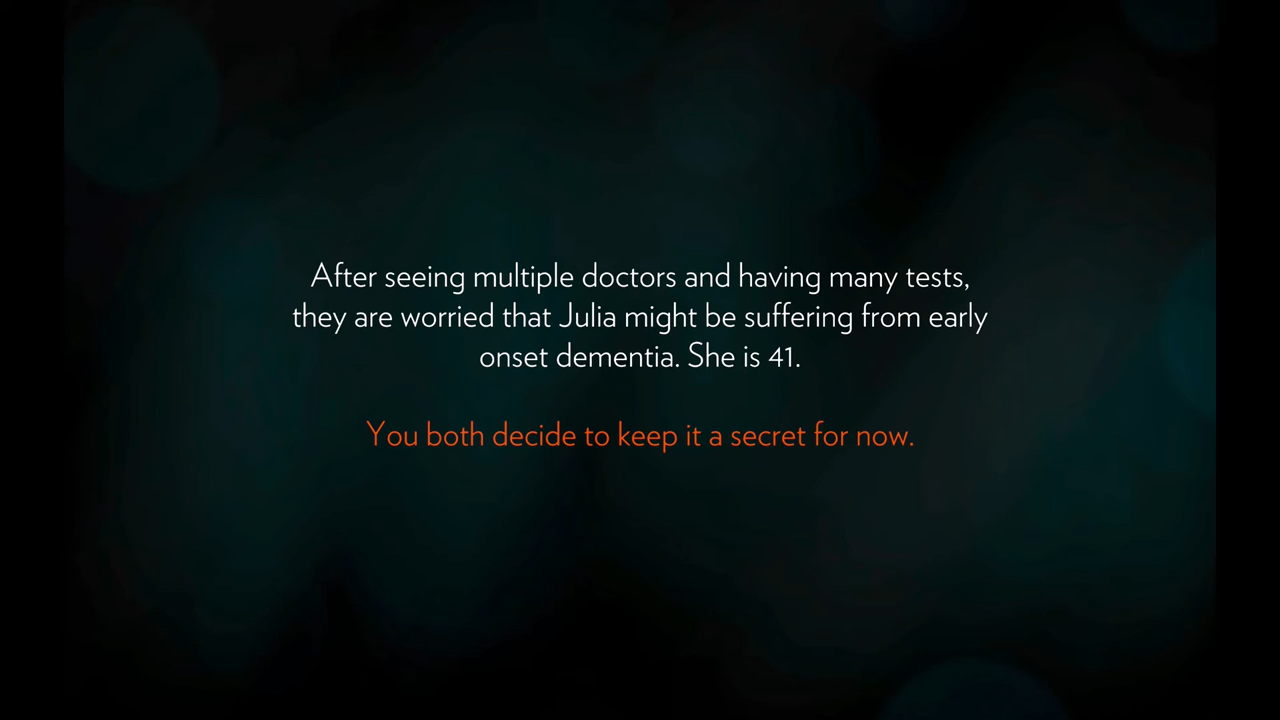 After seeing multiple doctors and having many tests,
they are worried that Julia might be suffering from early
onset dementia. She is 41.
You both decide to keep it a secret for now.